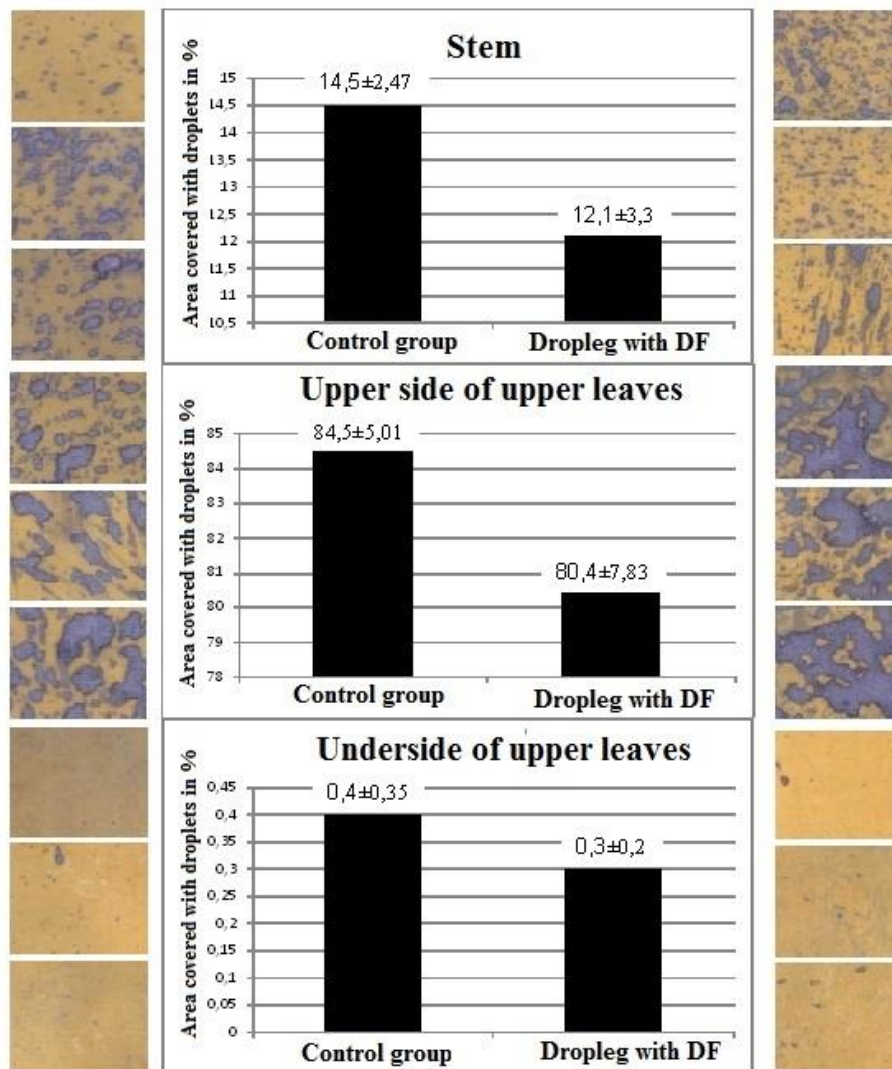 Stem
Area covered with droplets in %
15
14,5
14
13,5
13
12,5
12
11,5
11
10,5
14,5±2,47
12,1±3,3
Control group
Dropleg with DF
Upper side of upper leaves
Area covered with droplets in %
85
84
83
82
81
80
79
78
84,5±5,01
80,4±7,83
Control group
Dropleg with DF
Underside of upper leaves
Area covered with droplets in %
0,45
0,4
0,35
0,3
0,25
0,2
0,15
0,1
0,05
0
0,4±0,35
0,3±0,2
Control group
Dropleg with DF